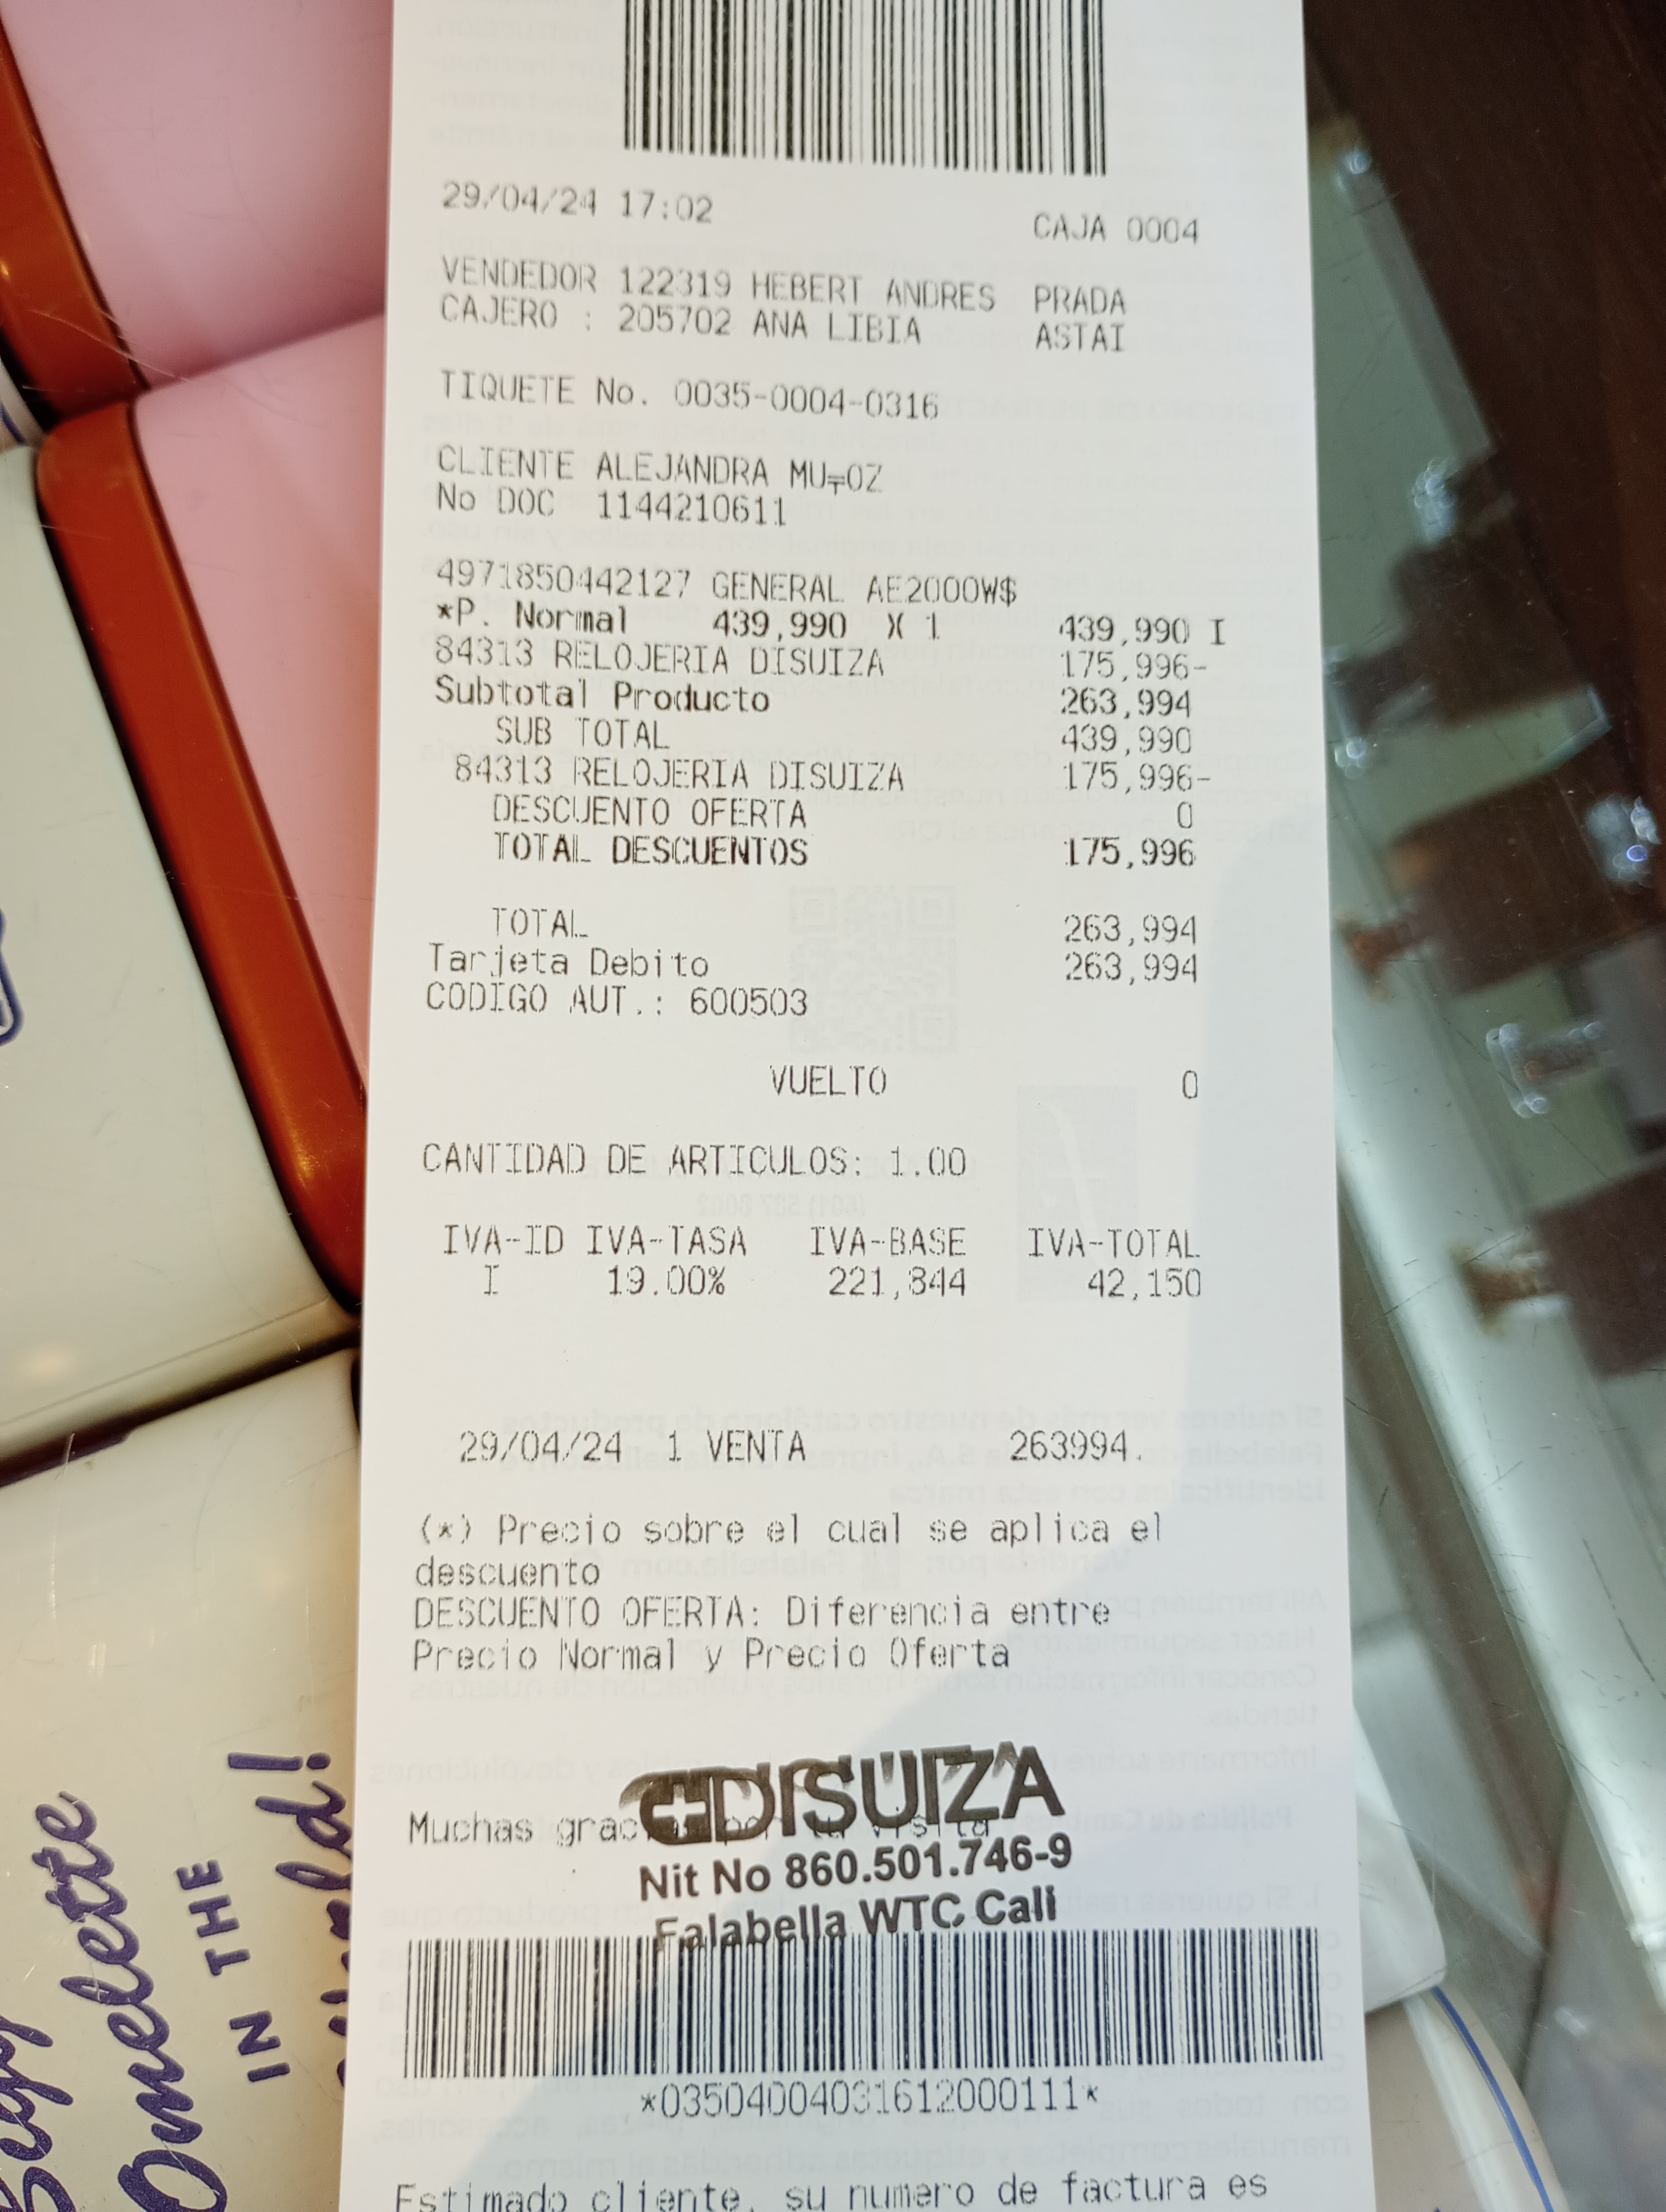 29/04/24 17:02 CAJA 0004
VENDEDOR 122319 HEBERT ANDRES PRADA
CAJERO : 205702 ANA LIBIA ASTAI
TIQUETE No. 0035-0004-0316
CLIENTE ALEJANDRA MU╤OZ
No DOC 1144210611
4971850442127 GENERAL AE2000W$
*P. Normal 439,990 X 1 439,990 I
84313 RELOJERIA DISUIZA 175,996-
Subtotal Producto 263,994
SUB TOTAL 439,990
84313 RELOJERIA DISUIZA 175,996-
DESCUENTO OFERTA 0
TOTAL DESCUENTOS 175,996
TOTAL 263,994
Tarjeta Debito 263,994
CODIGO AUT.: 600503
VUELTO 0
CANTIDAD DE ARTICULOS: 1.00
IVA-ID IVA-TASA IVA-BASE IVA-TOTAL
I 19.00% 221,844 42,150
29/04/24 1 VENTA 263994.
(*) Precio sobre el cual se aplica el
descuento
DESCUENTO OFERTA: Diferencia entre
Precio Normal y Precio Oferta
DISUIZA
Muchas gracias por tu visita
Nit No 860.501.746-9
Falabella WTC Cali
*03504004031612000111*
Estimado cliente, su numero de factura es
Omelette
IN THE